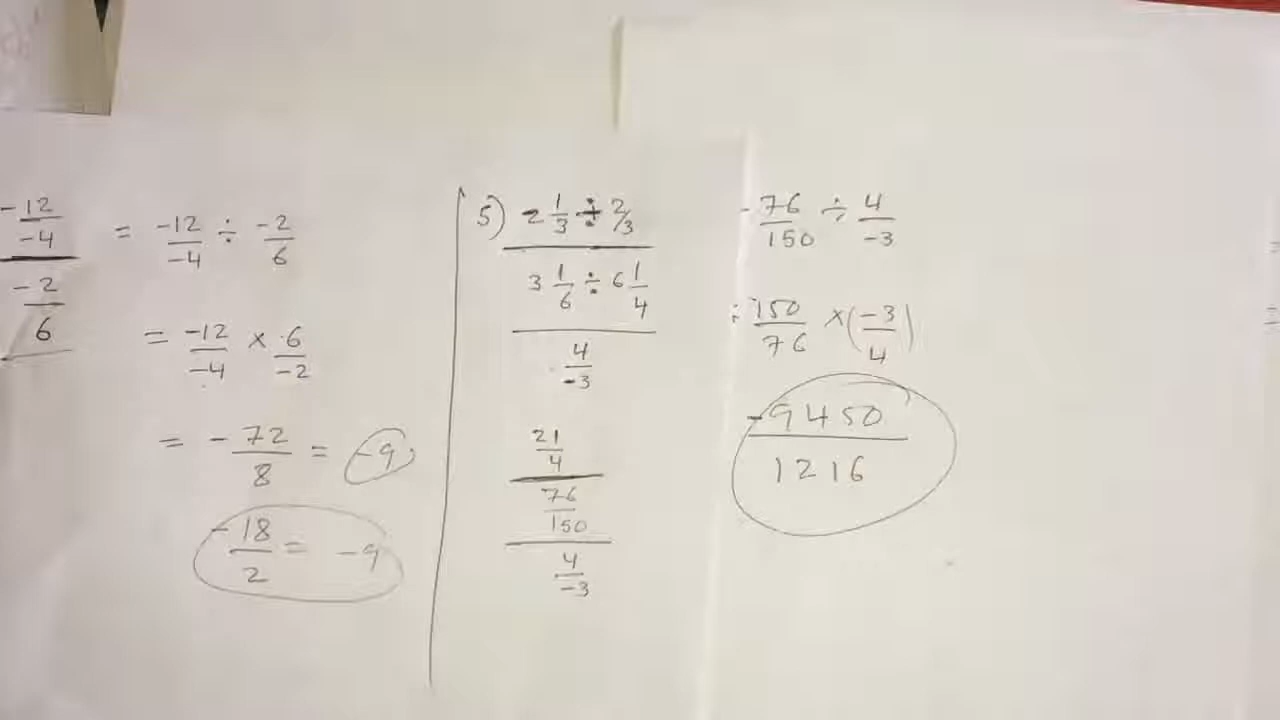 -12/-4 / -2/6 = -12/-4 ÷ -2/6
= -12/-4 × 6/-2
= -72/8 = -9
-18/2 = -9
5) 2 1/3 ÷ 2/3
3 1/6 ÷ 6 1/4
4/-3
21/4
76/150
4/-3
-76/150 ÷ 4/-3
÷ 150/76 × (-3/4)
-9450/1216